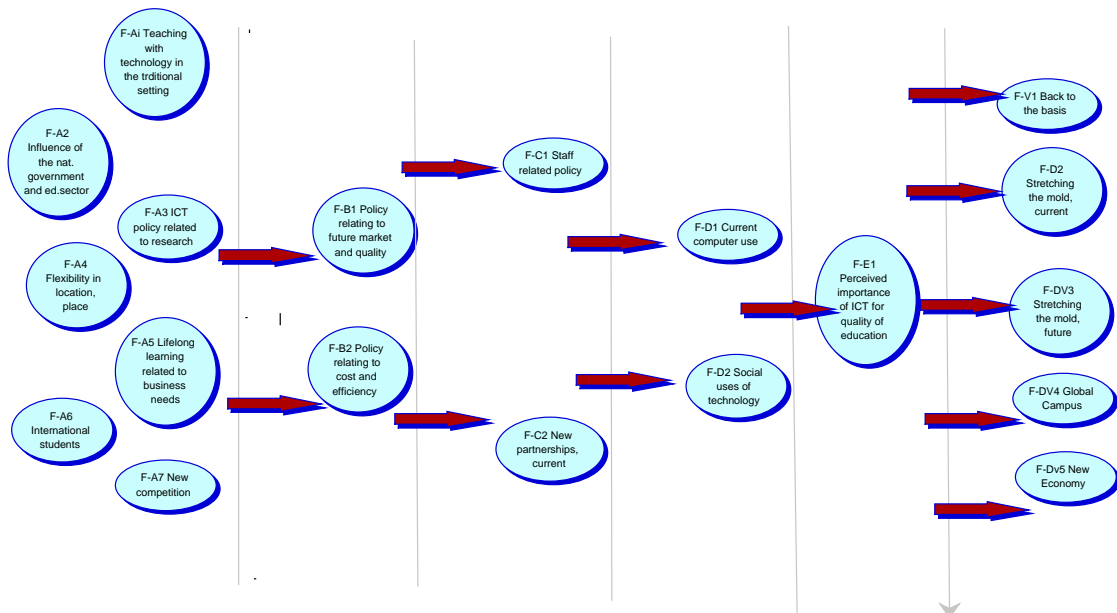 F-Ai Teaching
with
technology in
the trditional
setting
F-A2
Influence of
the nat.
government
and ed.sector
F-A3 ICT
policy related
to research
F-A4
Flexibility in
location,
place
F-A5 Lifelong
learning
related to
business
needs
F-A6
International
students
F-A7 New
competition
F-B1 Policy
relating to
future market
and quality
F-B2 Policy
relating to
cost and
efficiency
F-C1 Staff
related policy
F-C2 New
partnerships,
current
F-D1 Current
computer use
F-D2 Social
uses of
technology
F-E1
Perceived
importance
of ICT for
quality of
education
F-V1 Back to
the basis
F-D2
Stretching
the mold,
current
F-DV3
Stretching
the mold,
future
F-DV4 Global
Campus
F-Dv5 New
Economy